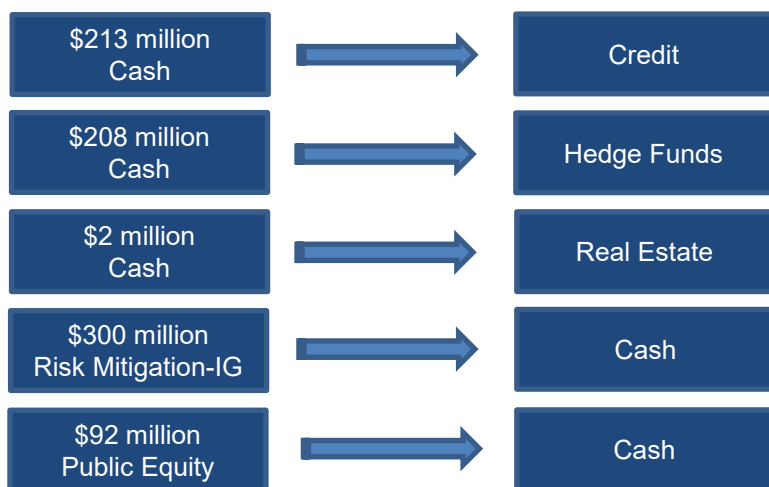 $213 million
Cash
Credit
$208 million
Cash
Hedge Funds
$2 million
Cash
Real Estate
$300 million
Risk Mitigation-IG
Cash
$92 million
Public Equity
Cash